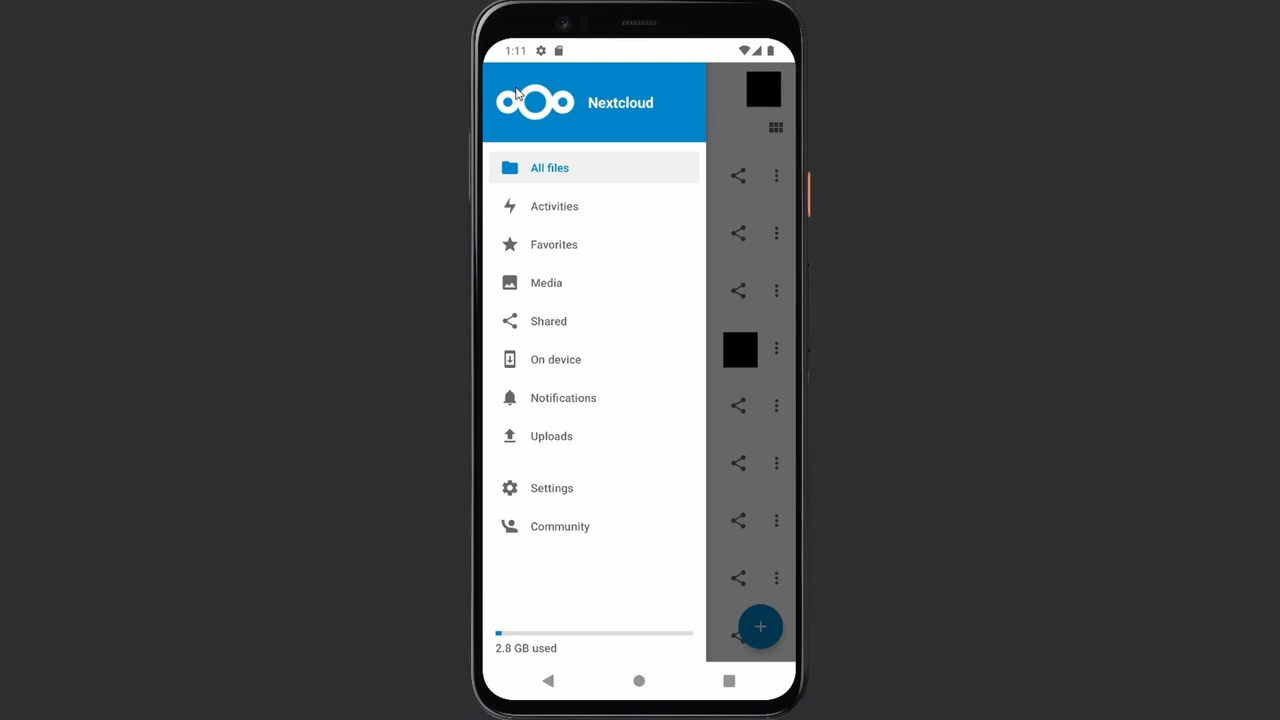 1:11
Nextcloud
All files
Activities
Favorites
Media
Shared
On device
Notifications
Uploads
Settings
Community
2.8 GB used